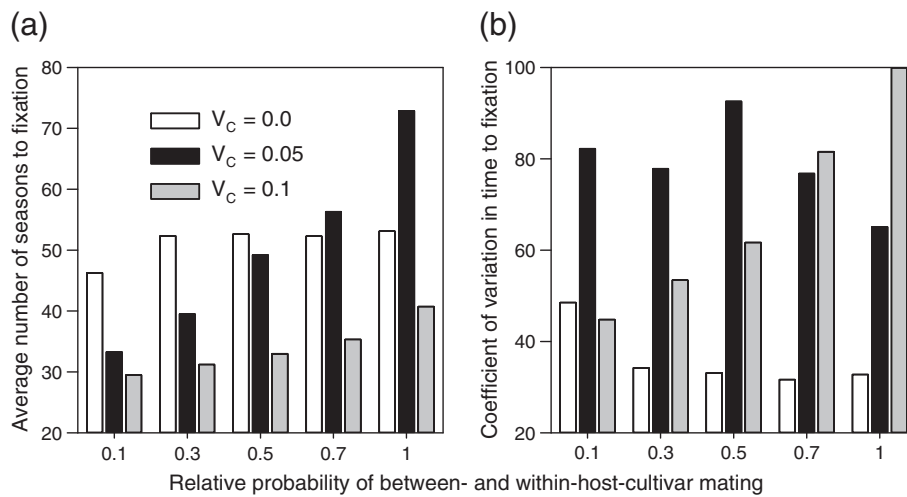 (a)
Average number of seasons to fixation
80
70
60
50
40
30
20
V_C = 0.0
V_C = 0.05
V_C = 0.1
0.1 0.3 0.5 0.7 1
(b)
Coefficient of variation in time to fixation
100
80
60
40
20
0.1 0.3 0.5 0.7 1
Relative probability of between- and within-host-cultivar mating